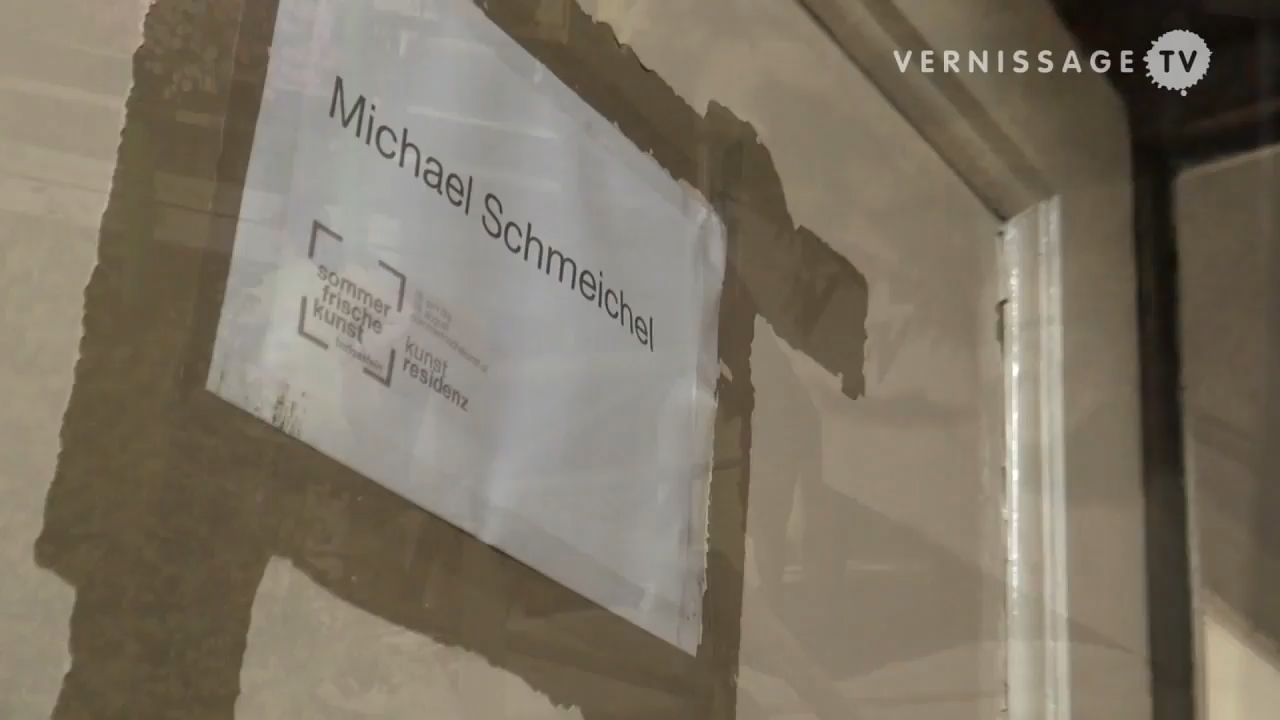 VERNISSAGE TV
Michael Schmeichel
sommer
frische
kunst
kunst
residenz